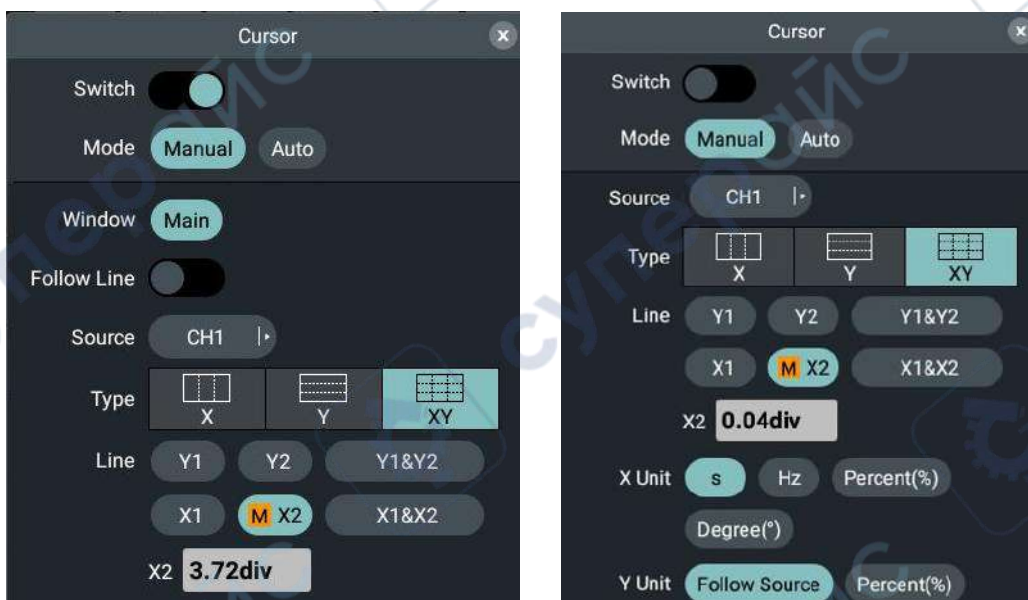 Cursor
Switch
Mode Manual Auto
Window Main
Follow Line
Source CH1
Type X Y XY
Line Y1 Y2 Y1&Y2
X1 M X2 X1&X2
X2 3.72div
Cursor
Switch
Mode Manual Auto
Source CH1
Type X Y XY
Line Y1 Y2 Y1&Y2
X1 M X2 X1&X2
X2 0.04div
X Unit s Hz Percent(%)
Degree(°)
Y Unit Follow Source Percent(%)
суперайс